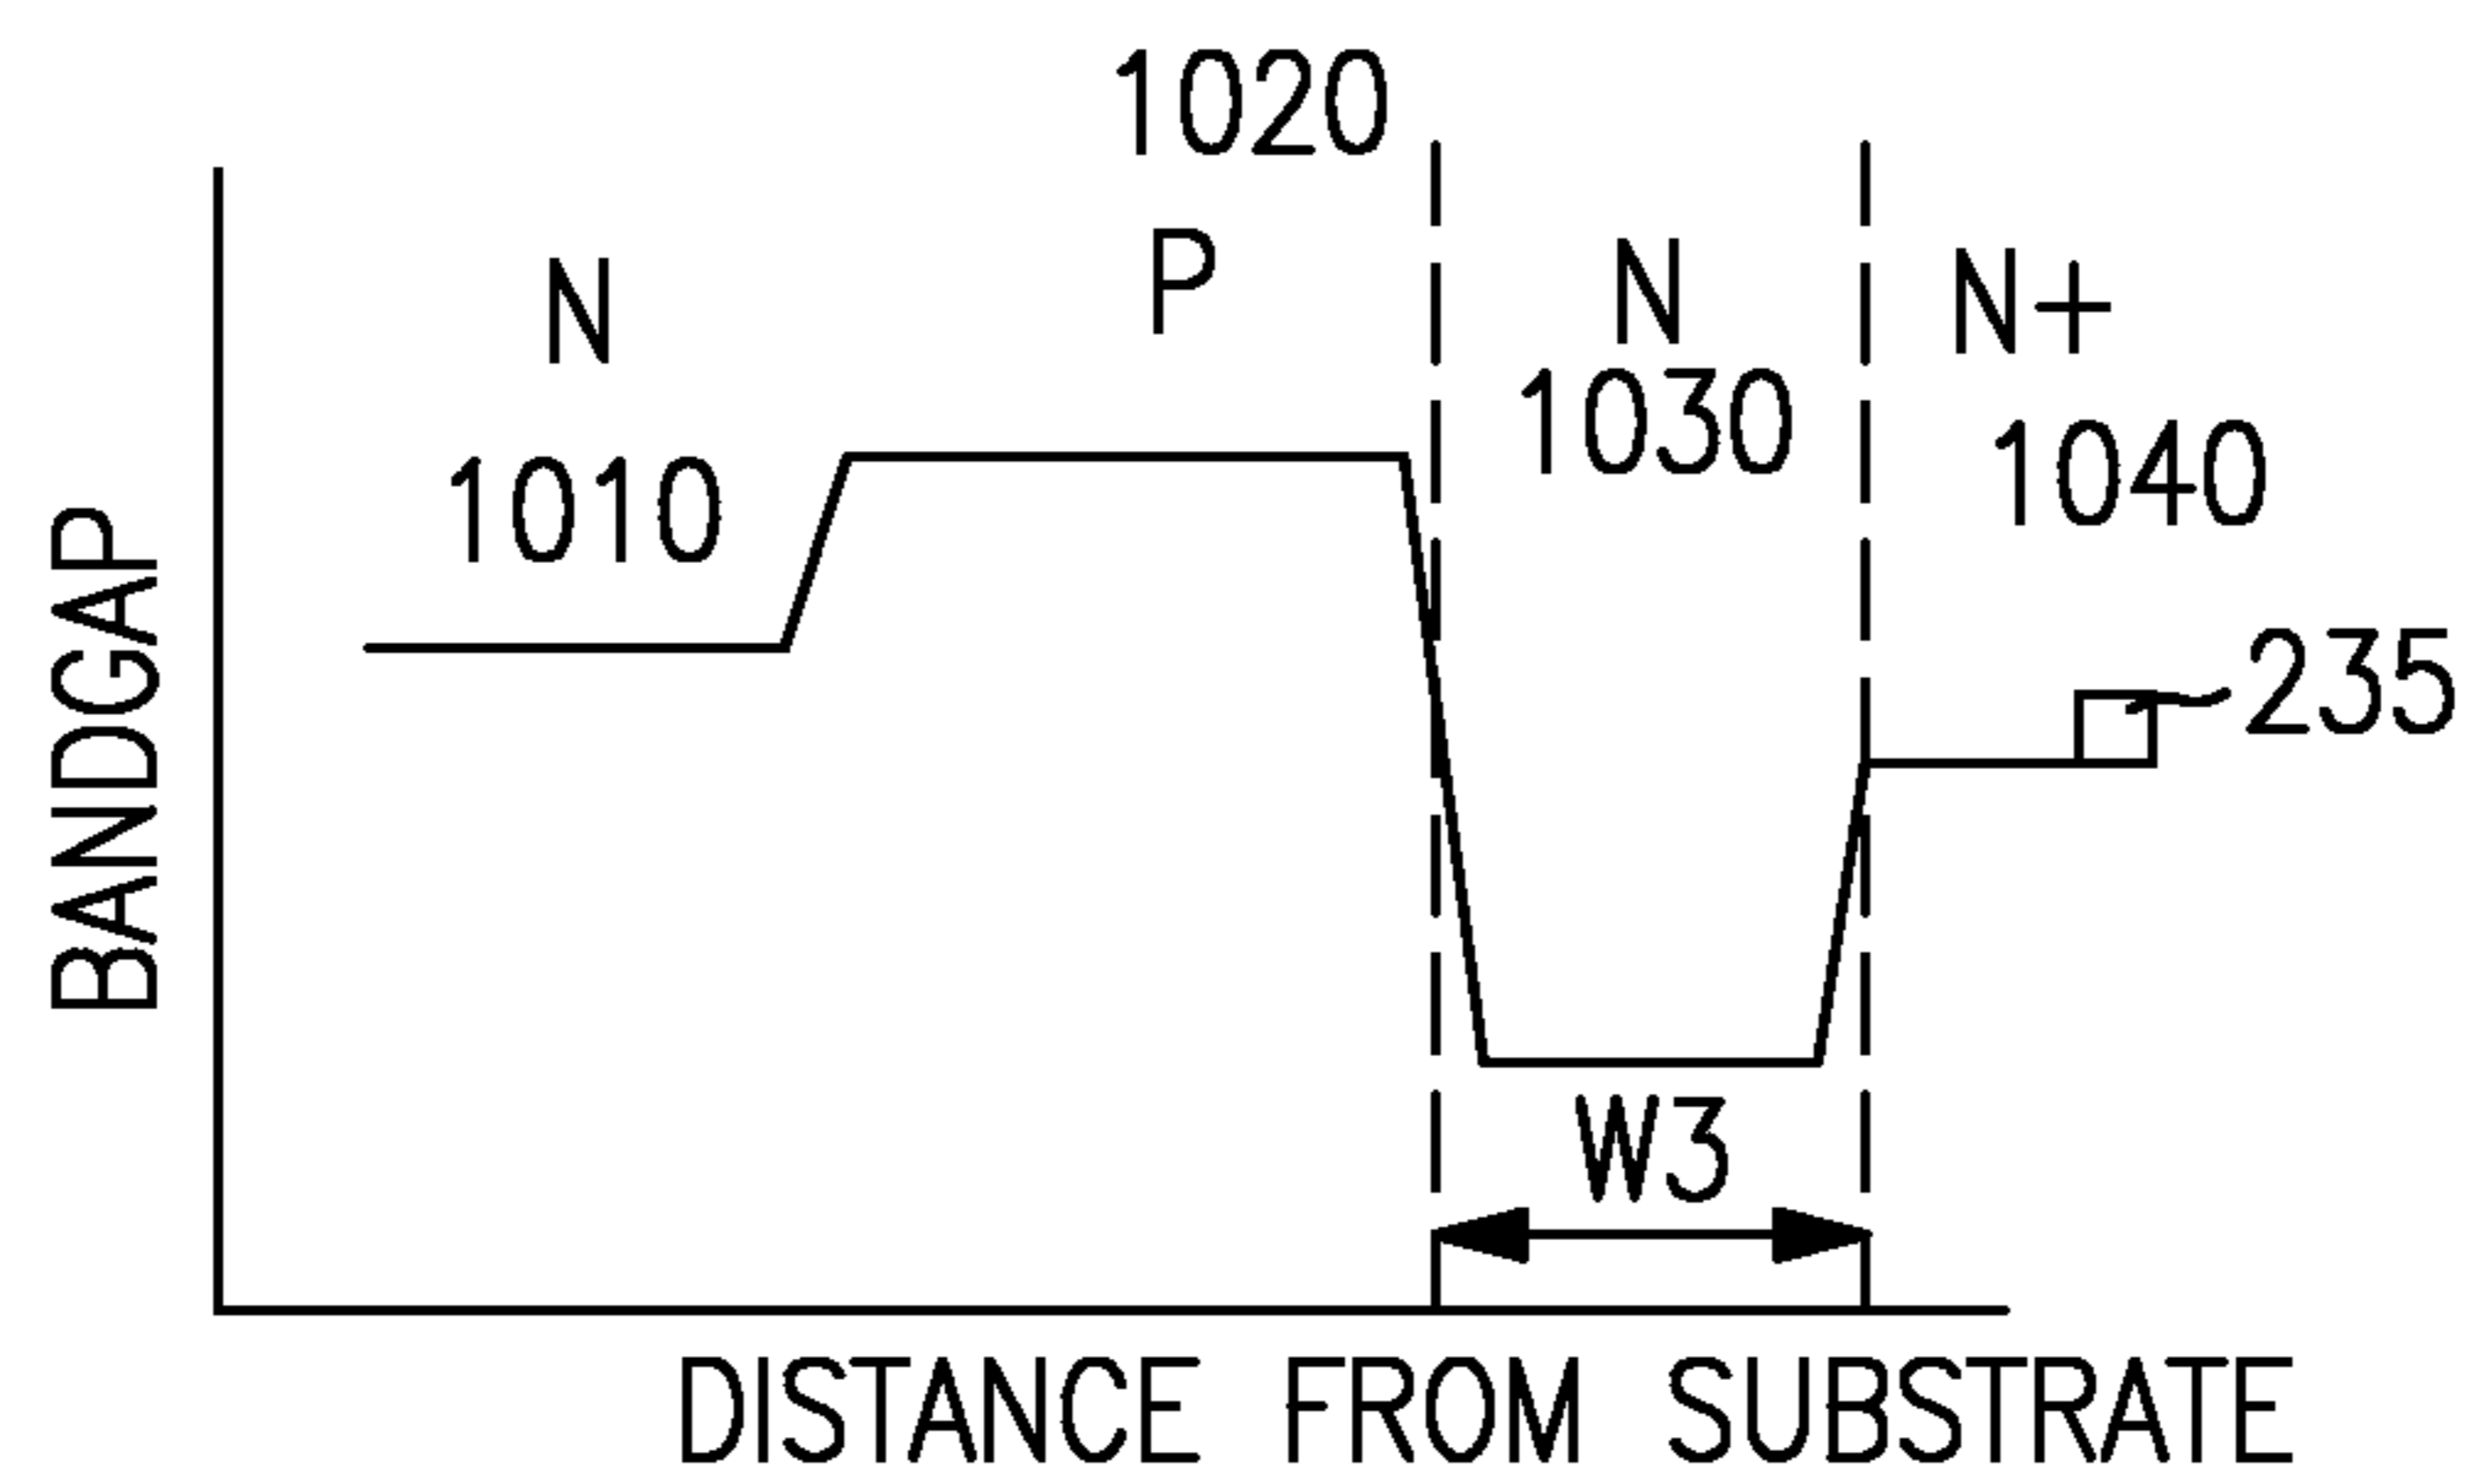 1020
P
N
1010
N
1030
N+
1040
235
BANDGAP
W3
DISTANCE FROM SUBSTRATE